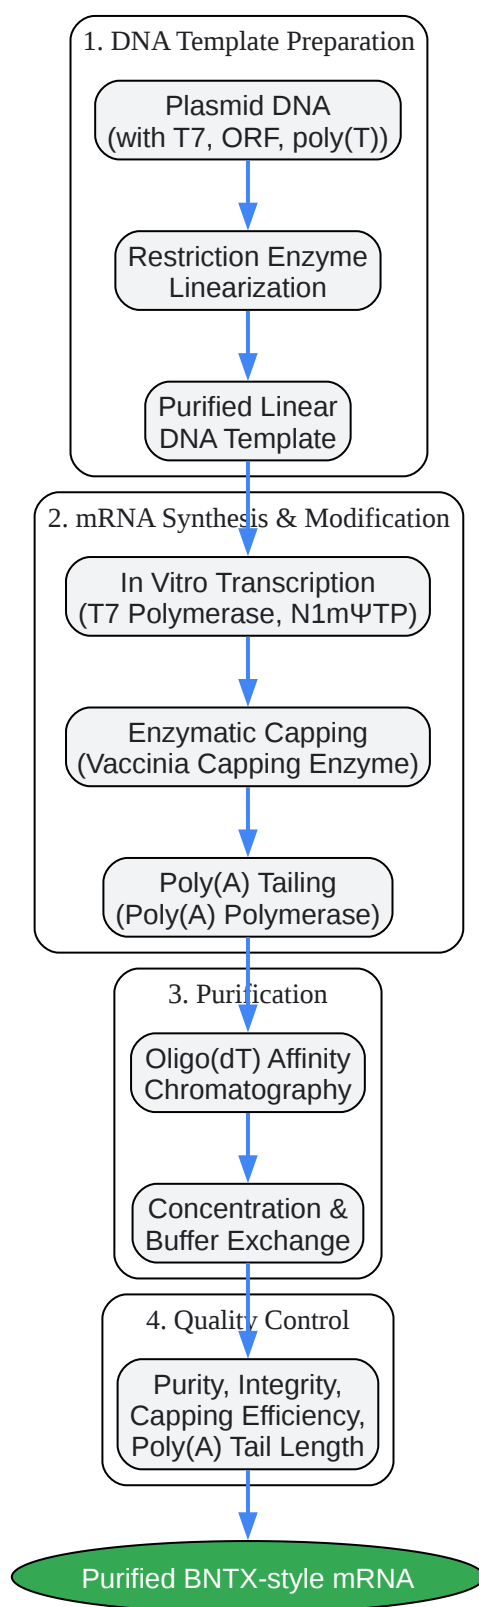 1. DNA Template Preparation
Plasmid DNA
(with T7, ORF, poly(T))
Restriction Enzyme
Linearization
Purified Linear
DNA Template
2. mRNA Synthesis & Modification
In Vitro Transcription
(T7 Polymerase, N1mΨTP)
Enzymatic Capping
(Vaccinia Capping Enzyme)
Poly(A) Tailing
(Poly(A) Polymerase)
3. Purification
Oligo(dT) Affinity
Chromatography
Concentration &
Buffer Exchange
4. Quality Control
Purity, Integrity,
Capping Efficiency,
Poly(A) Tail Length
Purified BNTX-style mRNA